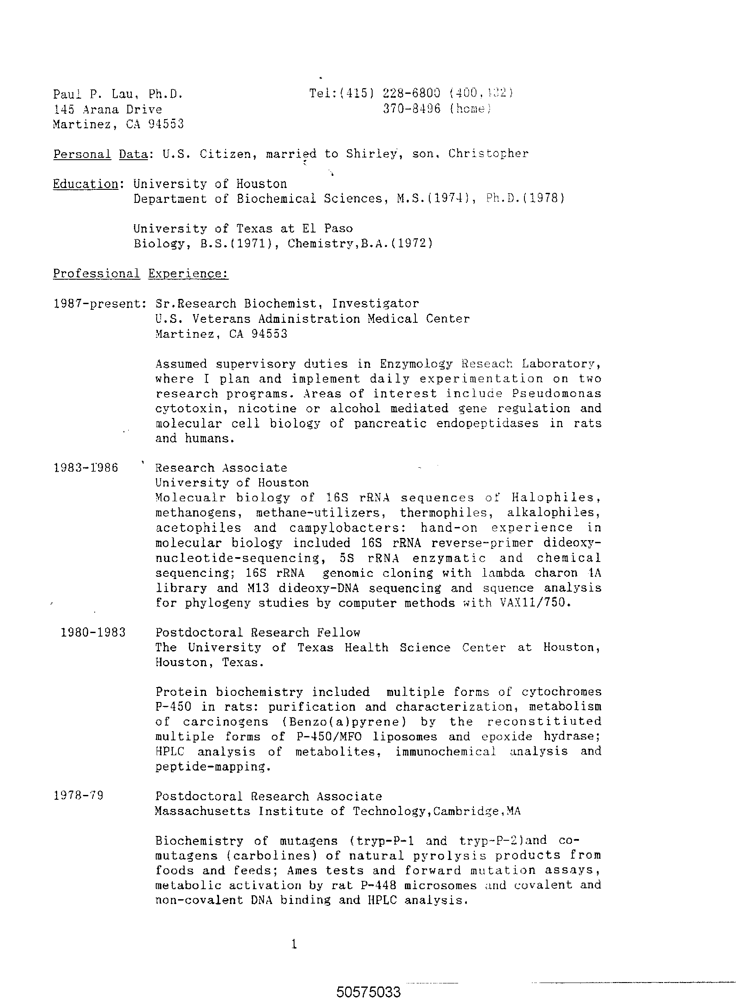 Paul P. Lau, Ph.D. Tel:(415) 228-6800 (400,132)
145 Arana Drive 370-8496 (home)
Martinez, CA 94553
Personal Data: U.S. Citizen, married to Shirley, son, Christopher
Education: University of Houston
Department of Biochemical Sciences, M.S.(1974), Ph.D.(1978)
University of Texas at El Paso
Biology, B.S.(1971), Chemistry,B.A.(1972)
Professional Experience:
1987-present: Sr.Research Biochemist, Investigator
U.S. Veterans Administration Medical Center
Martinez, CA 94553
Assumed supervisory duties in Enzymology Reseach Laboratory,
where I plan and implement daily experimentation on two
research programs. Areas of interest include Pseudomonas
cytotoxin, nicotine or alcohol mediated gene regulation and
molecular cell biology of pancreatic endopeptidases in rats
and humans.
1983-1986 Research Associate
University of Houston
Molecualr biology of 16S rRNA sequences of Halophiles,
methanogens, methane-utilizers, thermophiles, alkalophiles,
acetophiles and campylobacters: hand-on experience in
molecular biology included 16S rRNA reverse-primer dideoxy-
nucleotide-sequencing, 5S rRNA enzymatic and chemical
sequencing; 16S rRNA genomic cloning with lambda charon 4A
library and M13 dideoxy-DNA sequencing and squence analysis
for phylogeny studies by computer methods with VAX11/750.
1980-1983 Postdoctoral Research Fellow
The University of Texas Health Science Center at Houston,
Houston, Texas.
Protein biochemistry included multiple forms of cytochromes
P-450 in rats: purification and characterization, metabolism
of carcinogens (Benzo(a)pyrene) by the reconstitiuted
multiple forms of P-450/MFO liposomes and epoxide hydrase;
HPLC analysis of metabolites, immunochemical analysis and
peptide-mapping.
1978-79 Postdoctoral Research Associate
Massachusetts Institute of Technology,Cambridge,MA
Biochemistry of mutagens (tryp-P-1 and tryp-P-2)and co-
mutagens (carbolines) of natural pyrolysis products from
foods and feeds; Ames tests and forward mutation assays,
metabolic activation by rat P-448 microsomes and covalent and
non-covalent DNA binding and HPLC analysis.
1
50575033